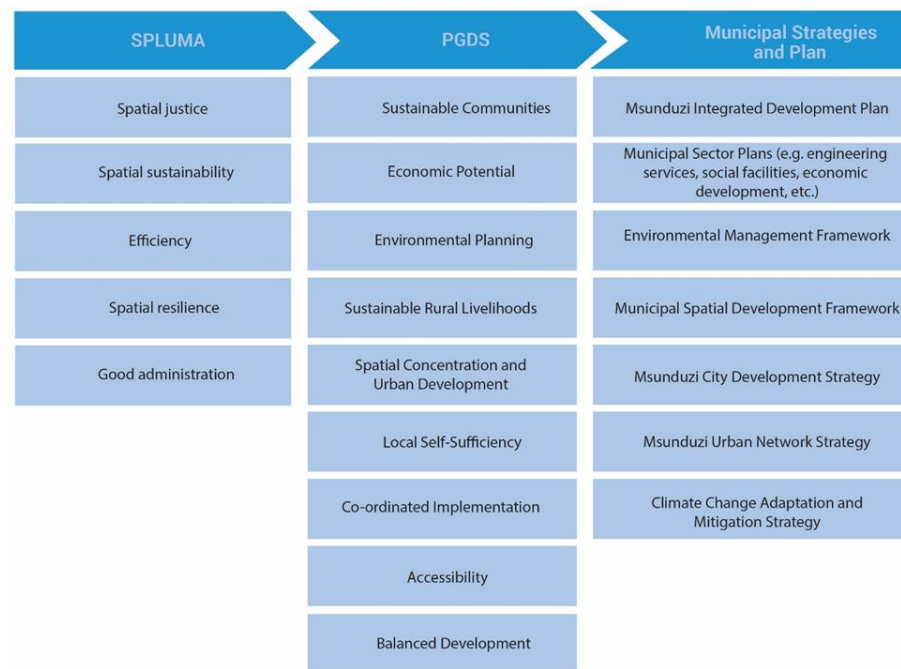 SPLUMA
Spatial justice
Spatial sustainability
Efficiency
Spatial resilience
Good administration
PGDS
Sustainable Communities
Economic Potential
Environmental Planning
Sustainable Rural Livelihoods
Spatial Concentration and
Urban Development
Local Self-Sufficiency
Co-ordinated Implementation
Accessibility
Balanced Development
Municipal Strategies
and Plan
Msunduzi Integrated Development Plan
Municipal Sector Plans (e.g. engineering
services, social facilities, economic
development, etc.)
Environmental Management Framework
Municipal Spatial Development Framework
Msunduzi City Development Strategy
Msunduzi Urban Network Strategy
Climate Change Adaptation and
Mitigation Strategy